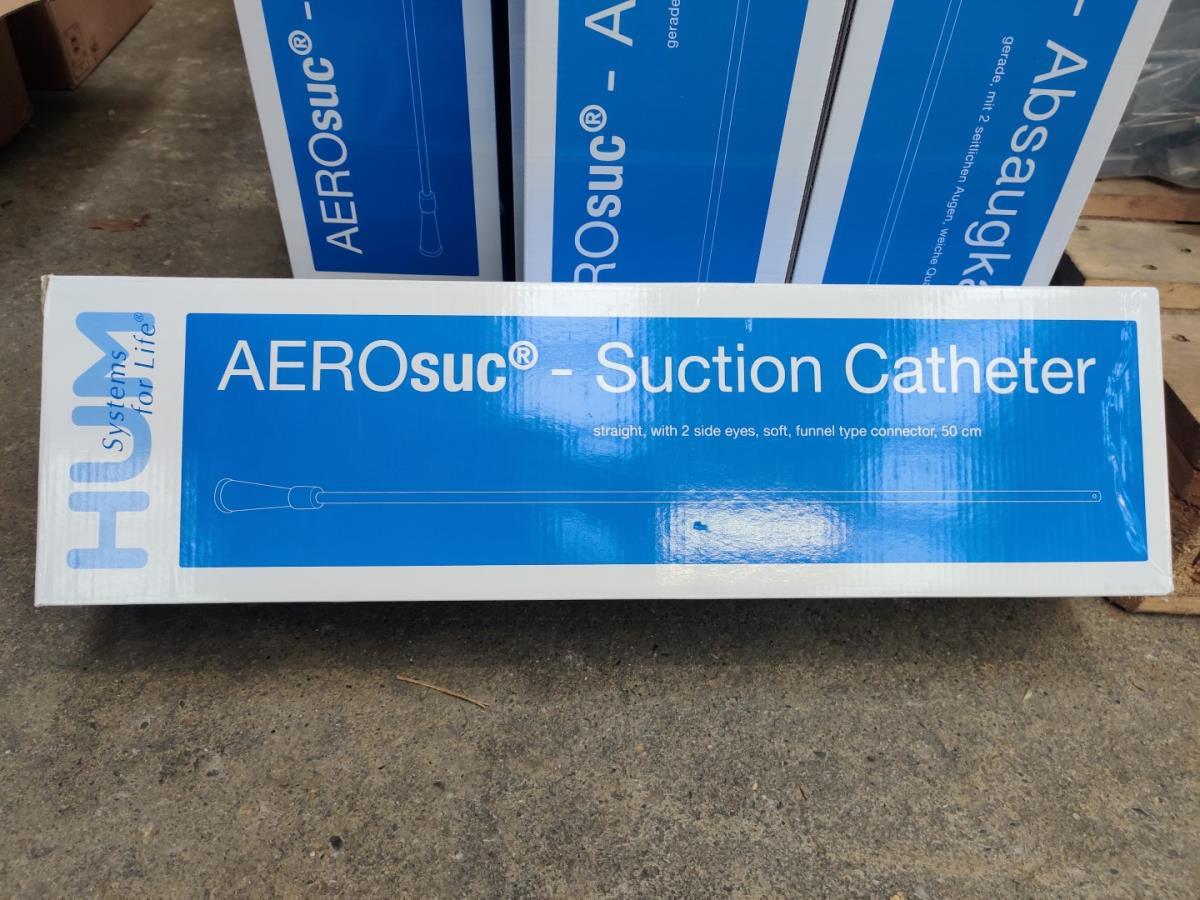 AEROsuc® -
AEROsuc® - A
gerade
- Absaugk
gerade, mit 2 seitlichen Augen, weiche
HUM
Systems
for Life®
AEROsuc® - Suction Catheter
straight, with 2 side eyes, soft, funnel type connector, 50 cm